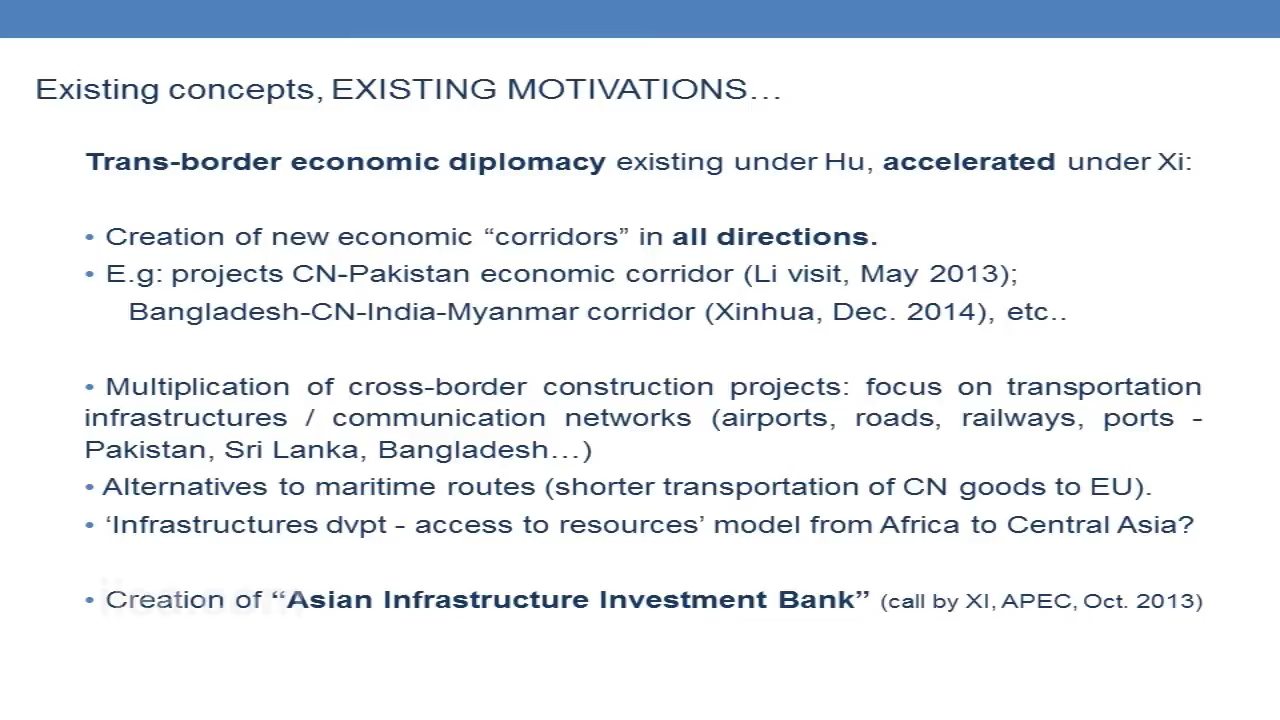 Existing concepts, EXISTING MOTIVATIONS…
Trans-border economic diplomacy existing under Hu, accelerated under Xi:
• Creation of new economic “corridors” in all directions.
• E.g: projects CN-Pakistan economic corridor (Li visit, May 2013);
Bangladesh-CN-India-Myanmar corridor (Xinhua, Dec. 2014), etc..
• Multiplication of cross-border construction projects: focus on transportation
infrastructures / communication networks (airports, roads, railways, ports -
Pakistan, Sri Lanka, Bangladesh…)
• Alternatives to maritime routes (shorter transportation of CN goods to EU).
• ‘Infrastructures dvpt - access to resources’ model from Africa to Central Asia?
• Creation of “Asian Infrastructure Investment Bank” (call by XI, APEC, Oct. 2013)